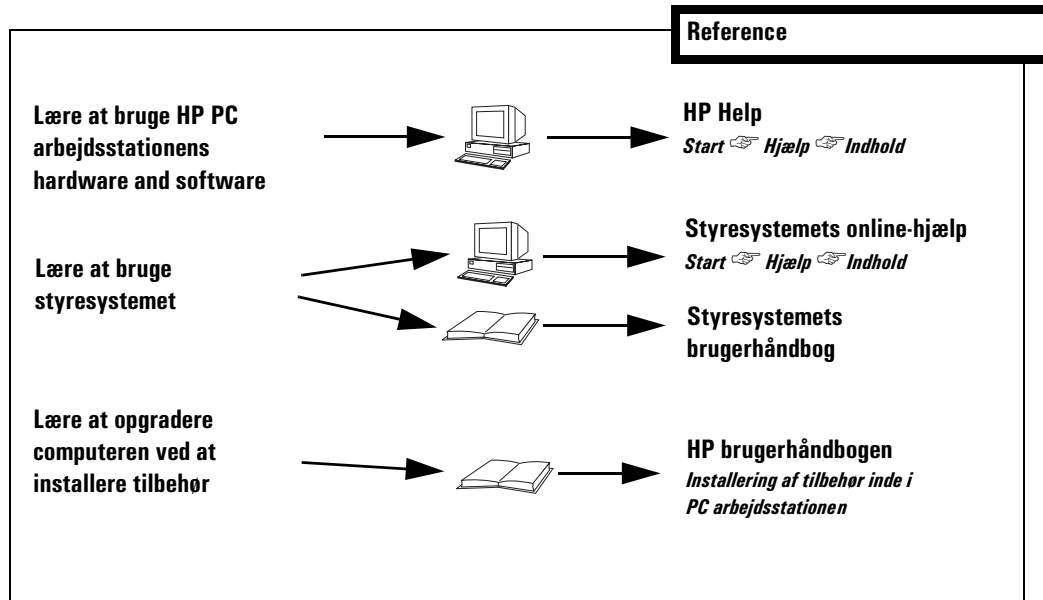 Reference
Lære at bruge HP PC
arbejdsstationens
hardware and software
HP Help
Start ☞ Hjælp ☞ Indhold
Lære at bruge
styresystemet
Styresystemets online-hjælp
Start ☞ Hjælp ☞ Indhold
Styresystemets
brugerhåndbog
Lære at opgradere
computeren ved at
installere tilbehør
HP brugerhåndbogen
Installering af tilbehør inde i
PC arbejdsstationen